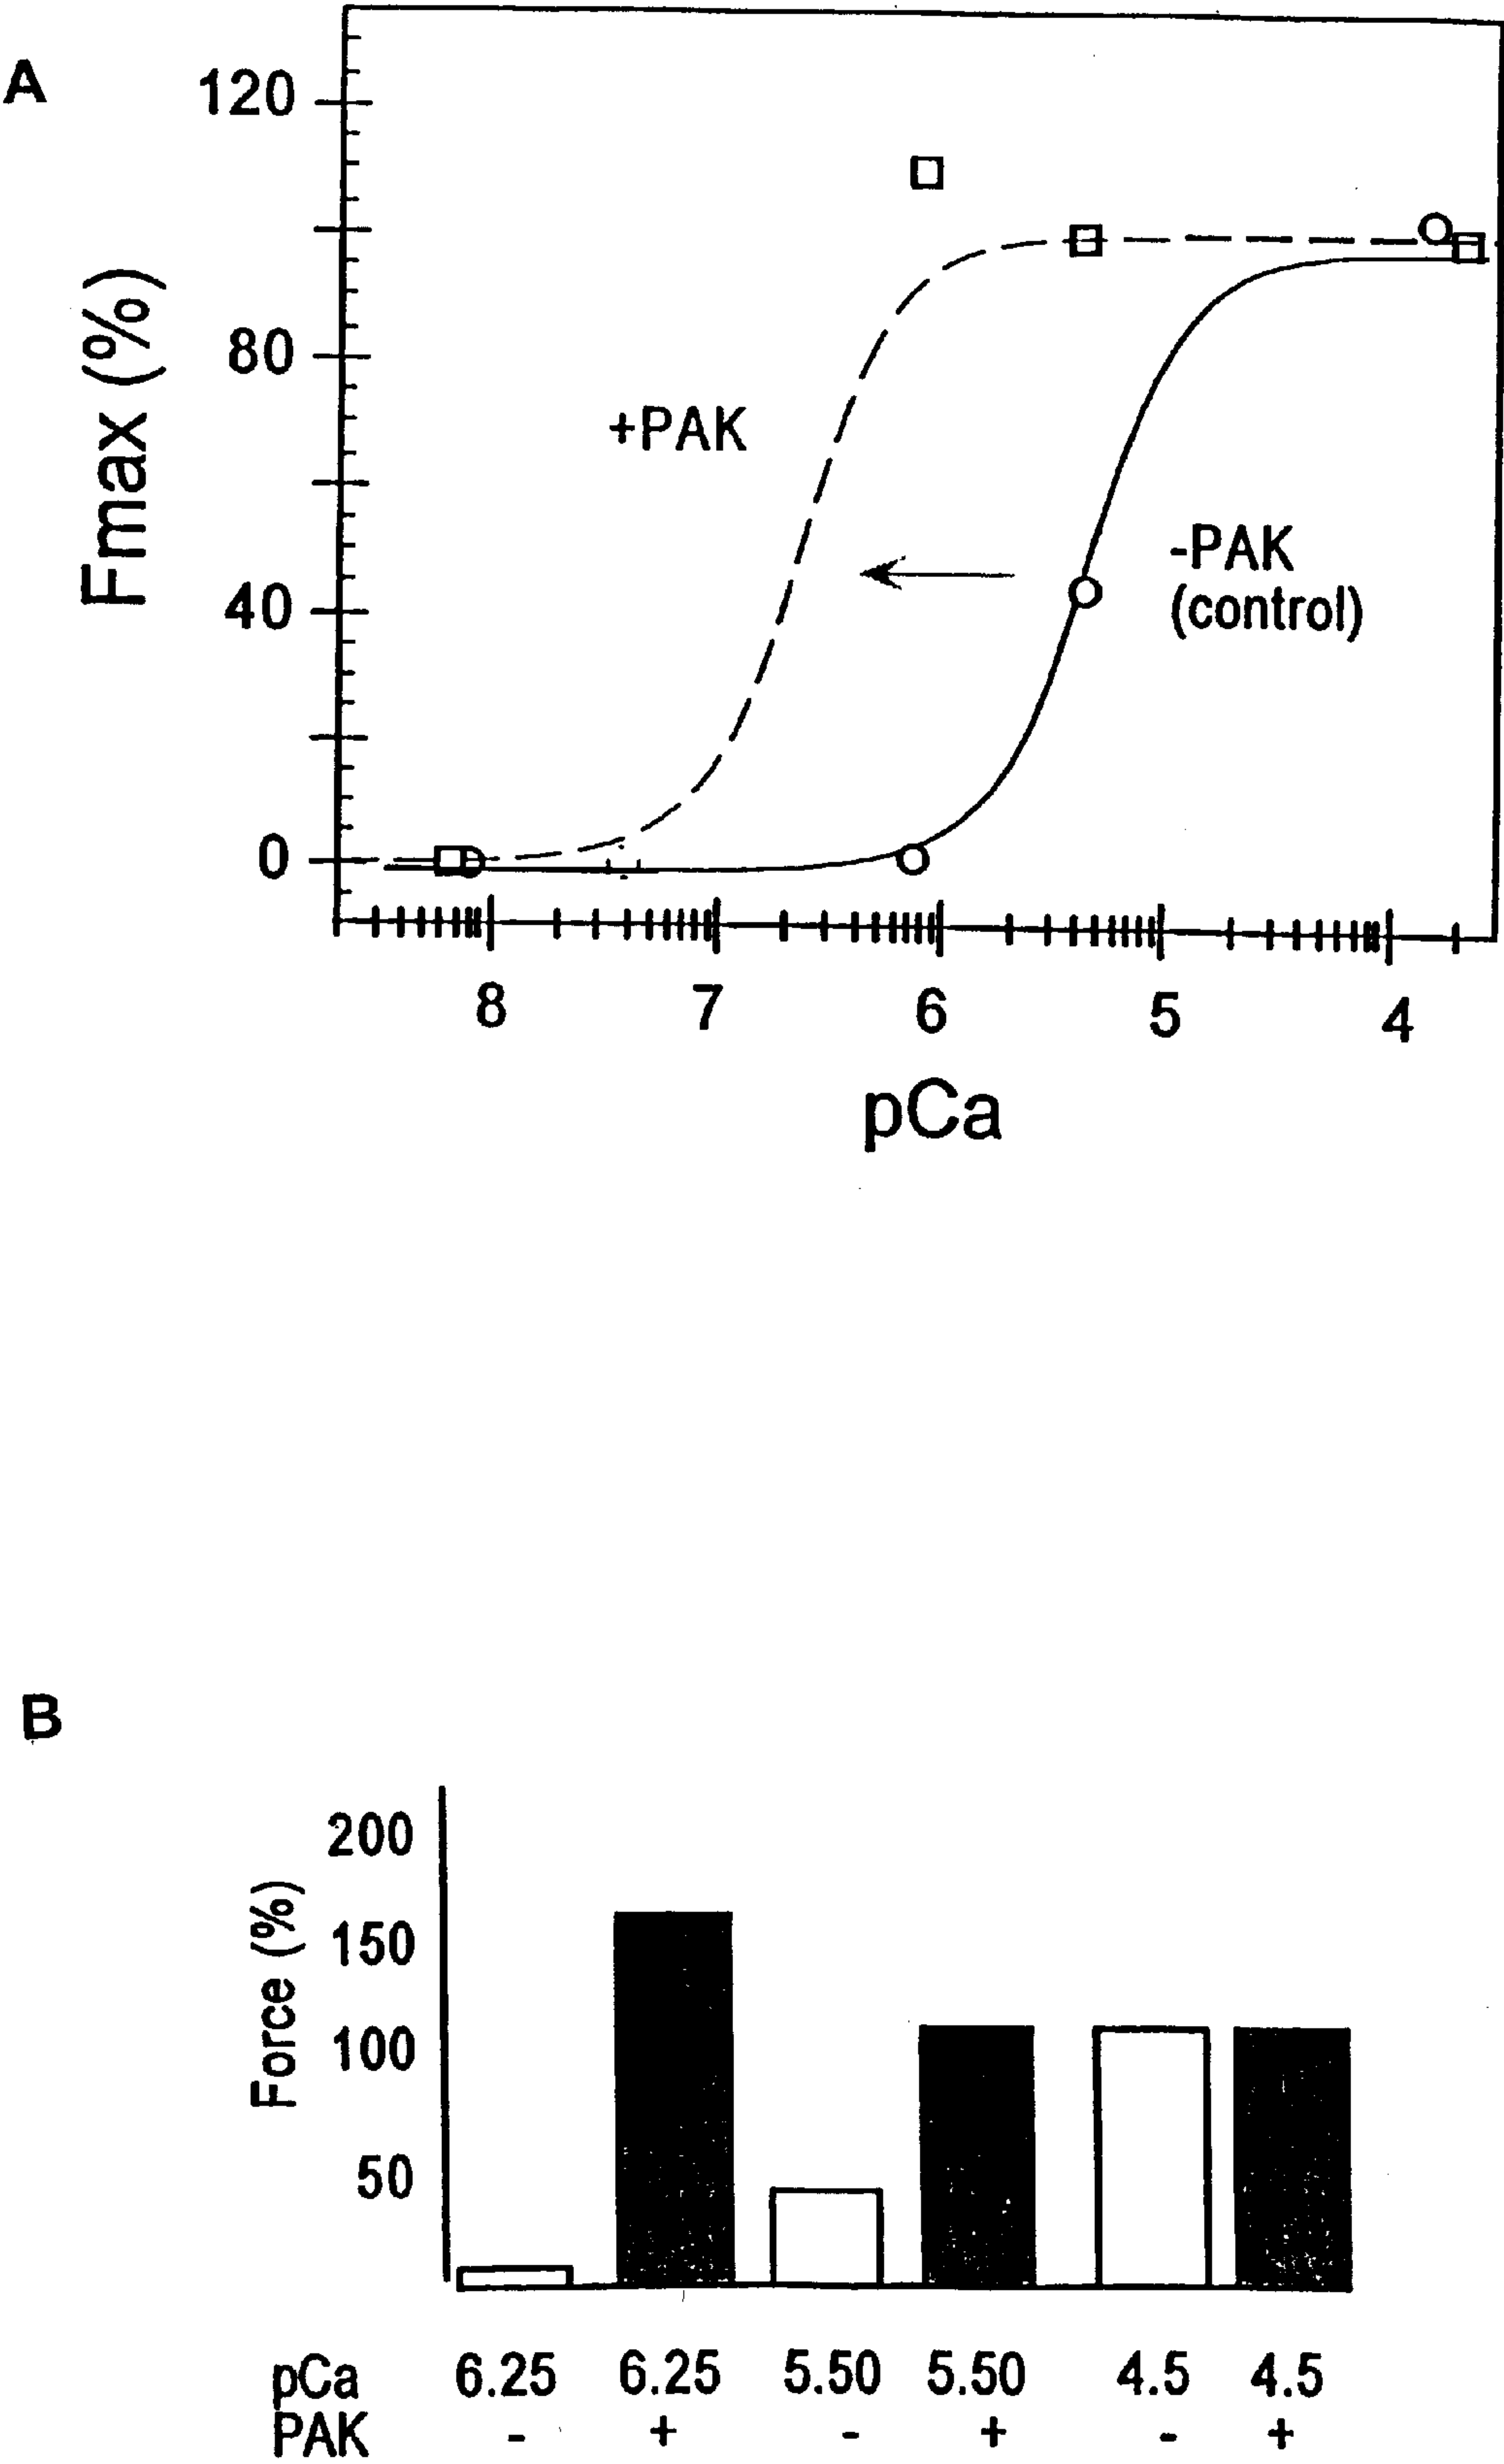 A
120
80
40
0
Fmax (%)
+PAK
-PAK
(control)
8 7 6 5 4
pCa
B
200
150
100
50
Force (%)
pCa 6.25 6.25 5.50 5.50 4.5 4.5
PAK - + - + - +